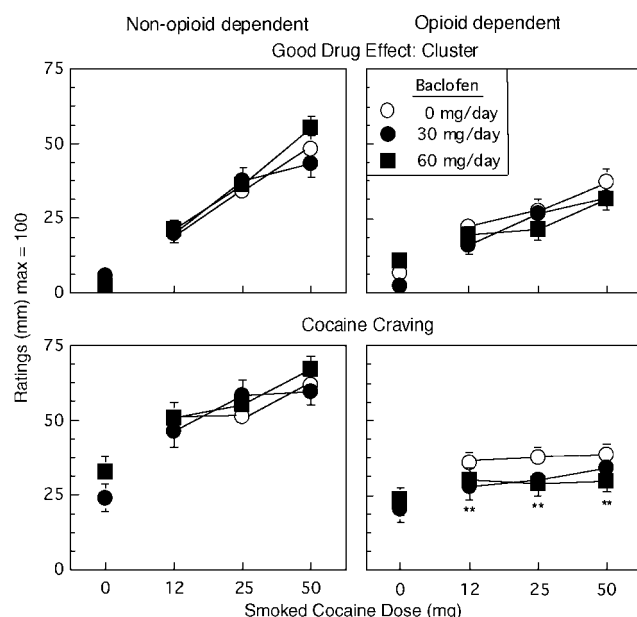 Non-opioid dependent
Opioid dependent
Good Drug Effect: Cluster
75
50
25
0
Baclofen
0 mg/day
30 mg/day
60 mg/day
Ratings (mm) max = 100
Cocaine Craving
75
50
25
0
** ** **
0 12 25 50
0 12 25 50
Smoked Cocaine Dose (mg)